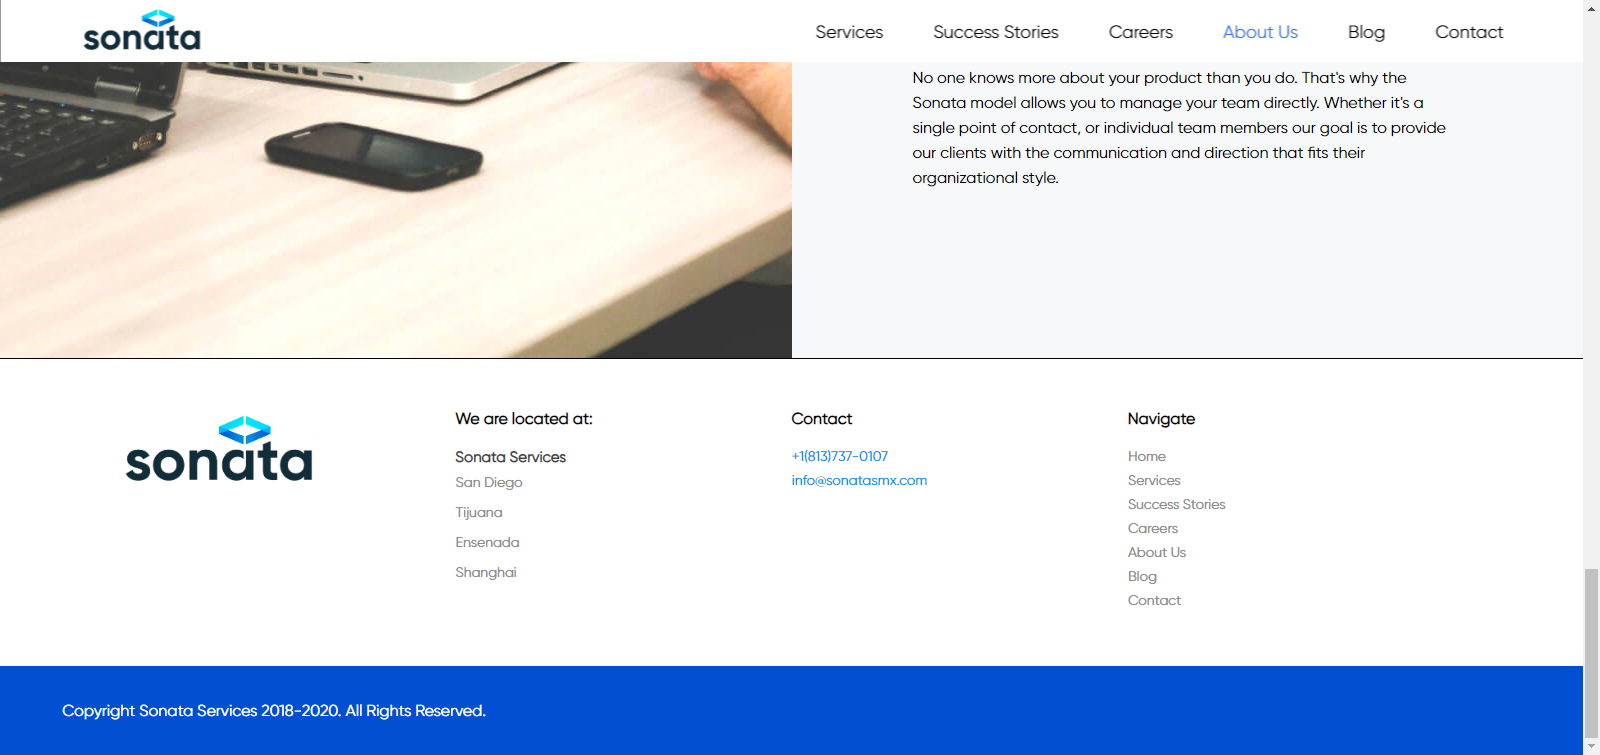 sonata
Services
Success Stories
Careers
About Us
Blog
Contact
No one knows more about your product than you do. That's why the
Sonata model allows you to manage your team directly. Whether it's a
single point of contact, or individual team members our goal is to provide
our clients with the communication and direction that fits their
organizational style.
sonata
We are located at:
Sonata Services
San Diego
Tijuana
Ensenada
Shanghai
Contact
+1(813)737-0107
info@sonatasmx.com
Navigate
Home
Services
Success Stories
Careers
About Us
Blog
Contact
Copyright Sonata Services 2018-2020. All Rights Reserved.